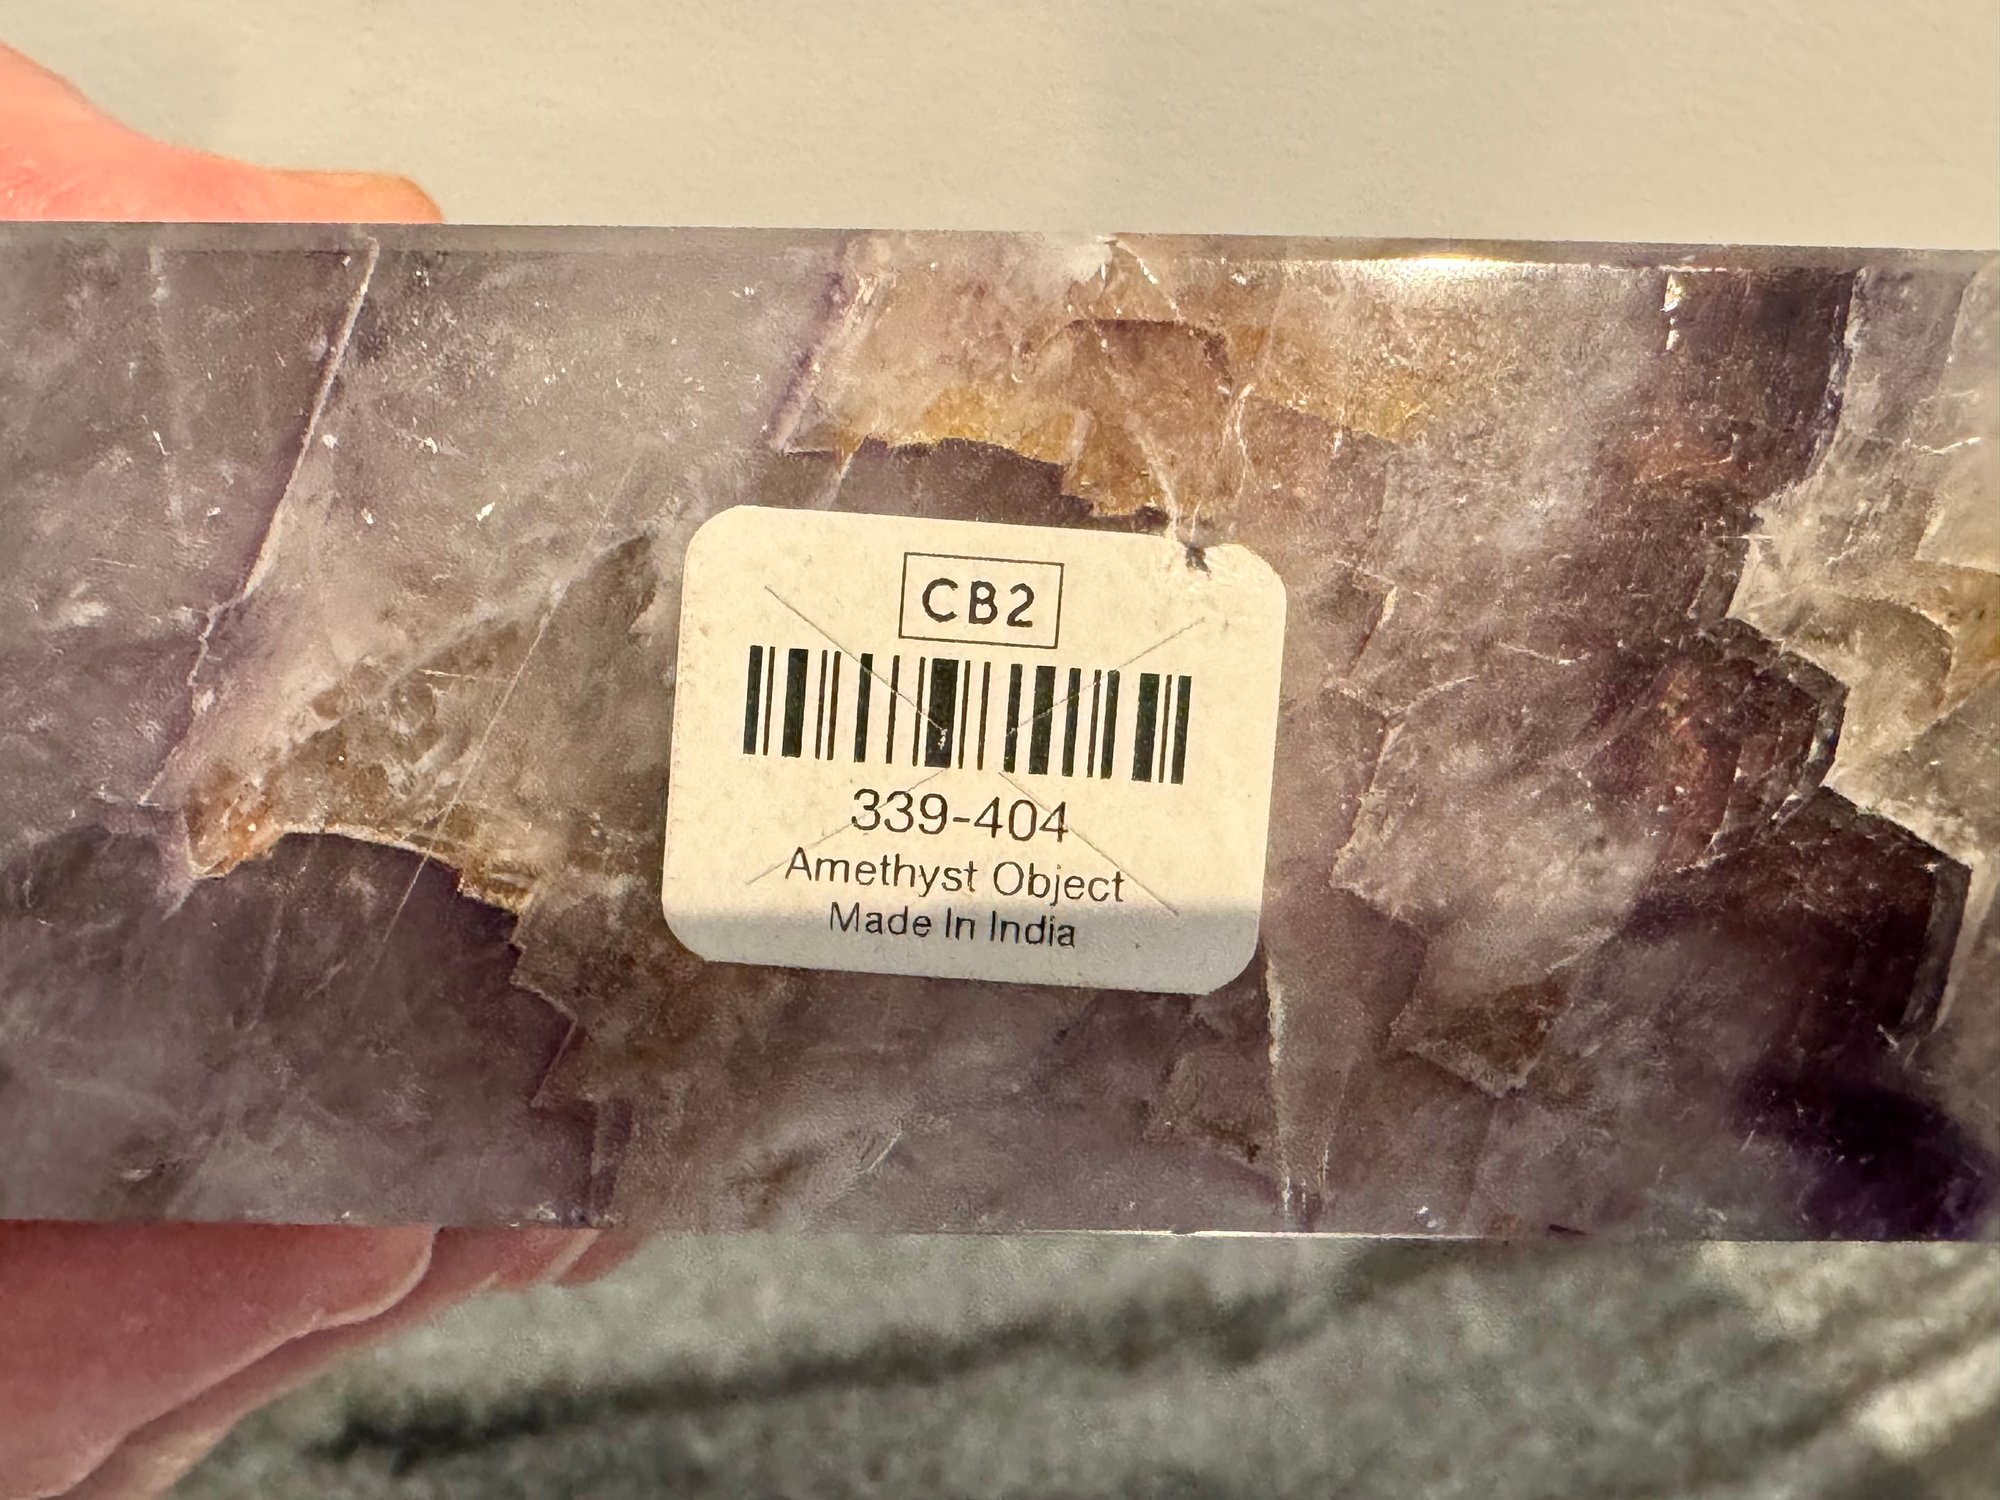 CB2
339-404
Amethyst Object
Made In India